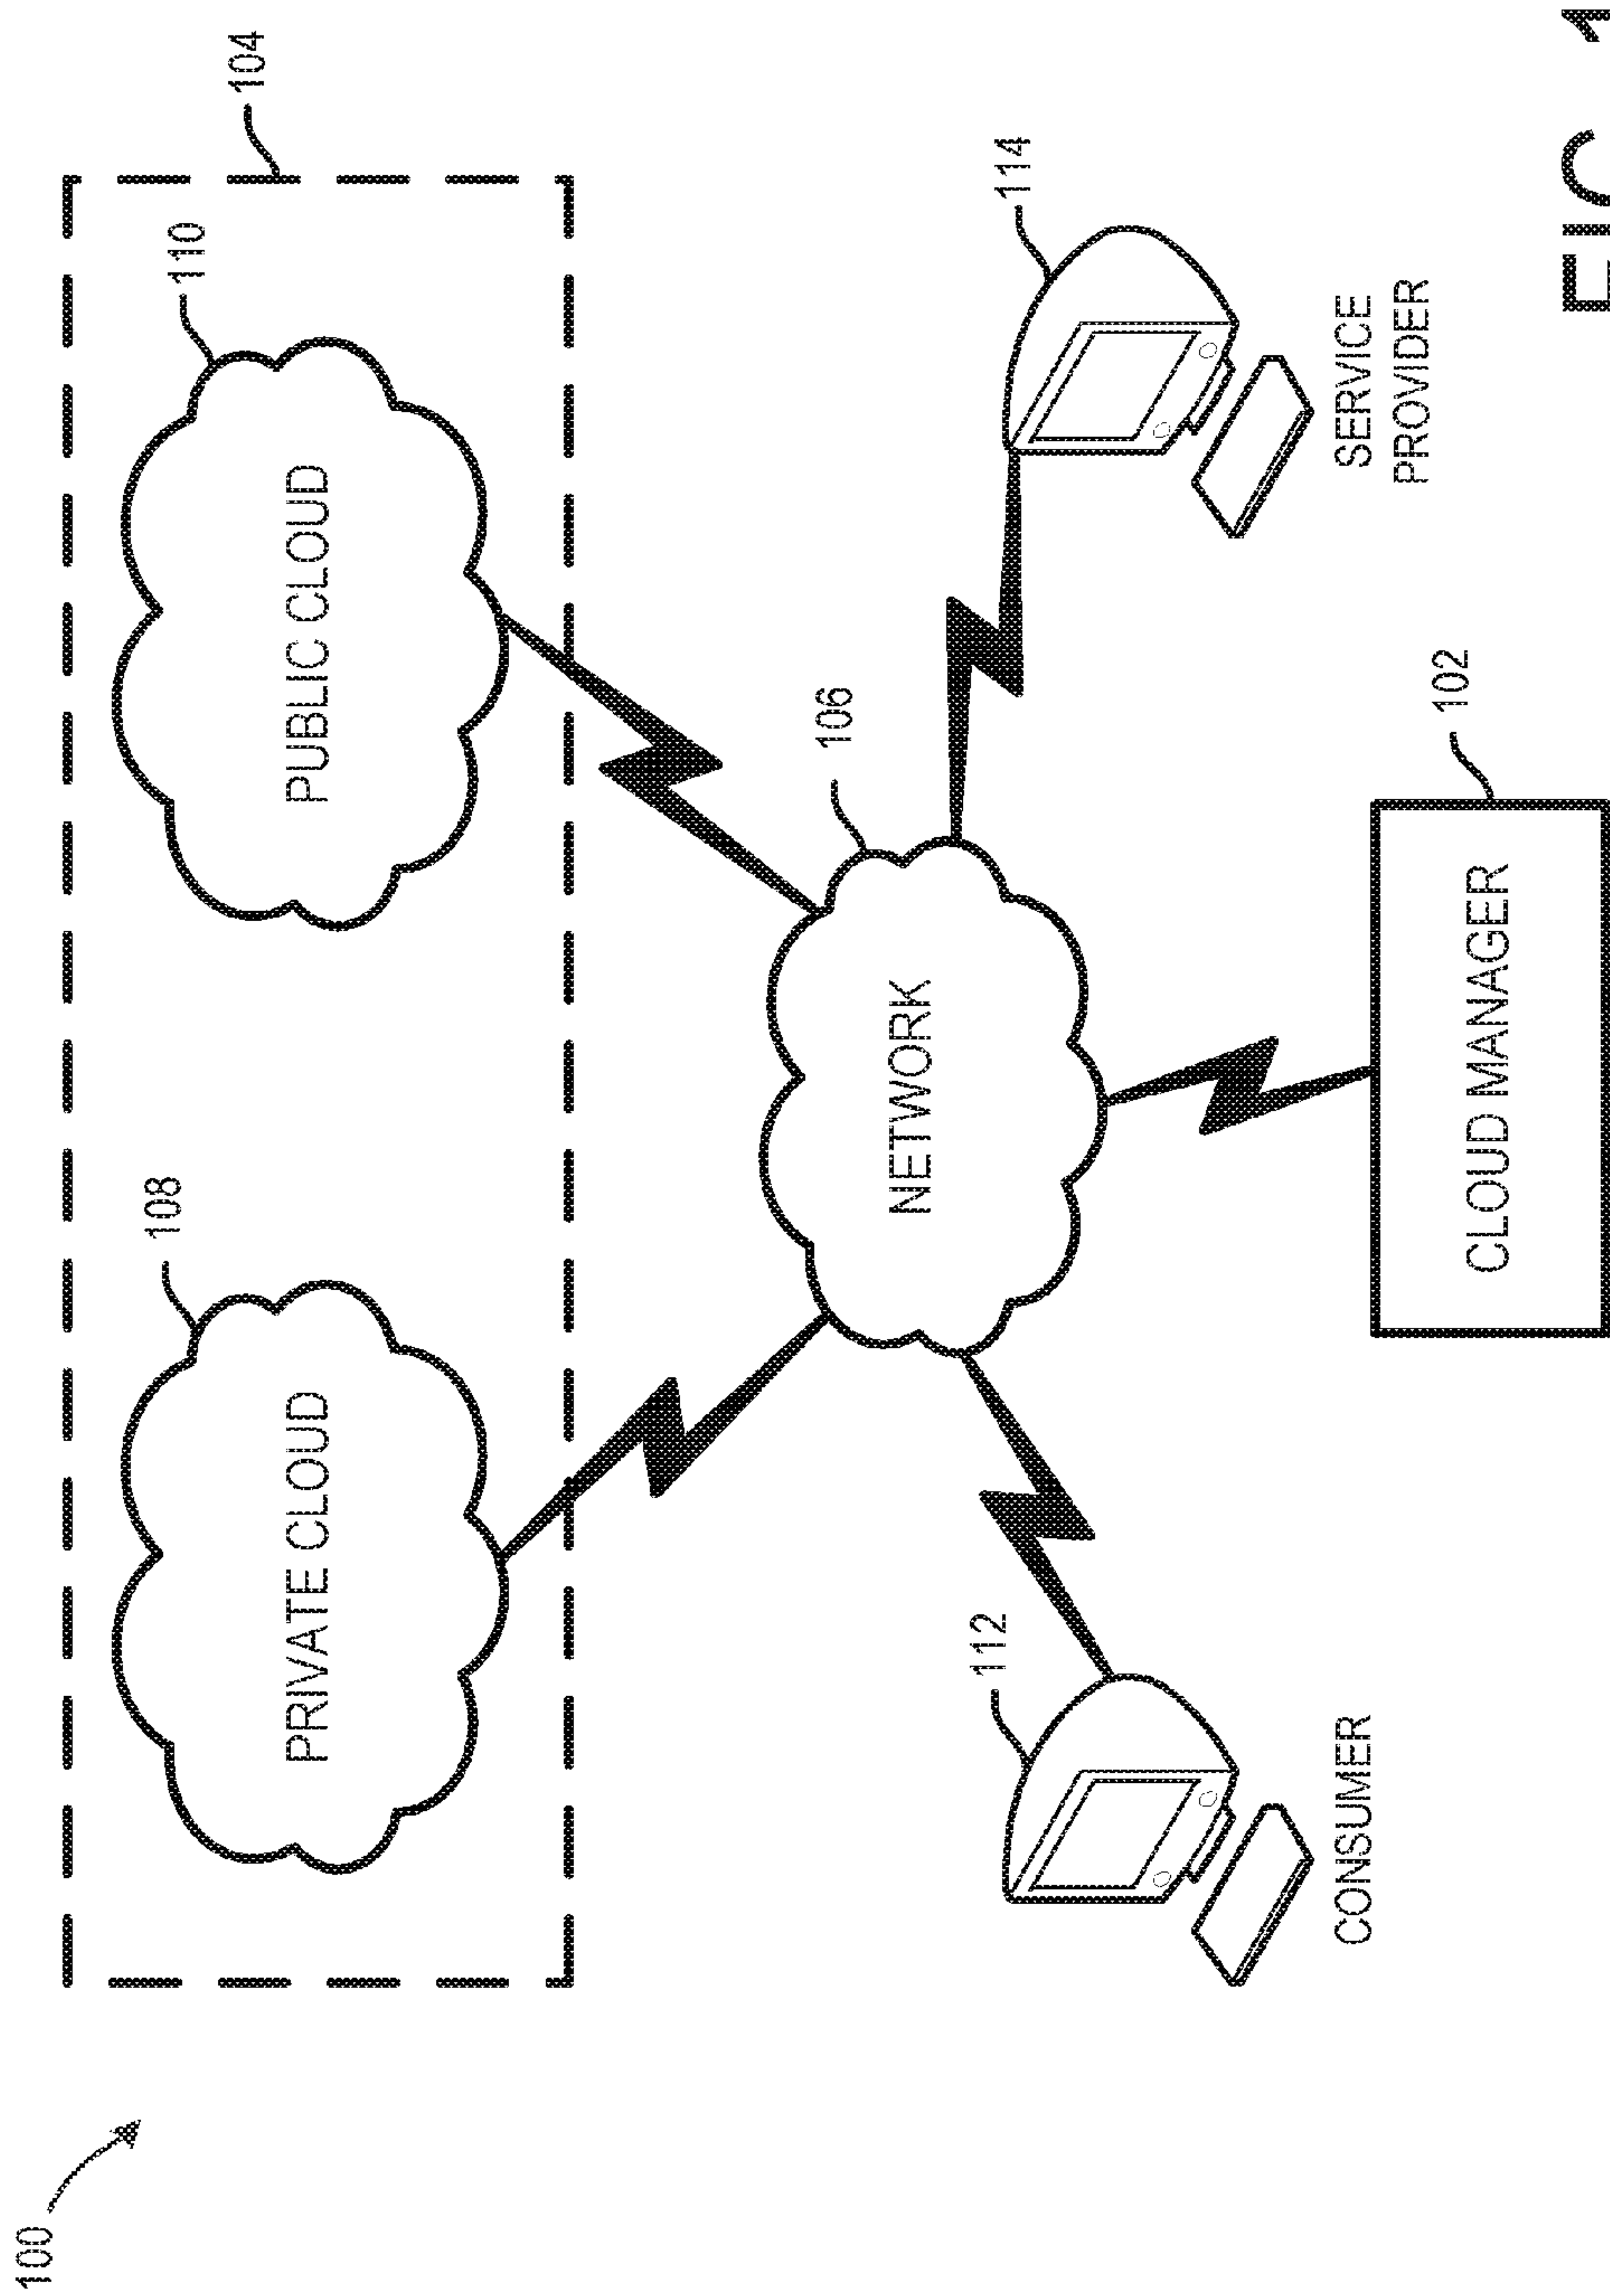 100
104
108
110
PRIVATE CLOUD
PUBLIC CLOUD
106
NETWORK
112
114
CONSUMER
SERVICE
PROVIDER
102
CLOUD MANAGER